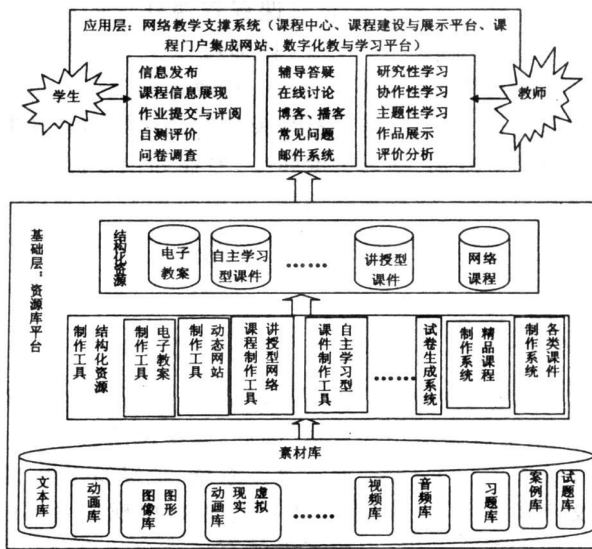 应用层：网络教学支撑系统（课程中心、课程建设与展示平台、课
程门户集成网站、数字化教与学习平台）
学生
信息发布
课程信息展现
作业提交与评阅
自测评价
问卷调查
辅导答疑
在线讨论
博客、播客
常见问题
邮件系统
研究性学习
协作性学习
主题性学习
作品展示
评价分析
教师
基础层：资源库平台
结构化资源
电子
教案
自主学习
型课件
……
讲授型
课件
网络
课程
结构化资源
制作工具
电子教案
制作工具
动态网站
制作工具
讲授型网络
课程制作工具
自主学习型
课件制作工具
……
试卷生成系统
精品课程
制作系统
各类课件
制作系统
素材库
文本库
动画库
图形
图像库
虚拟
现实
动画库
……
视频库
音频库
习题库
案例库
试题库